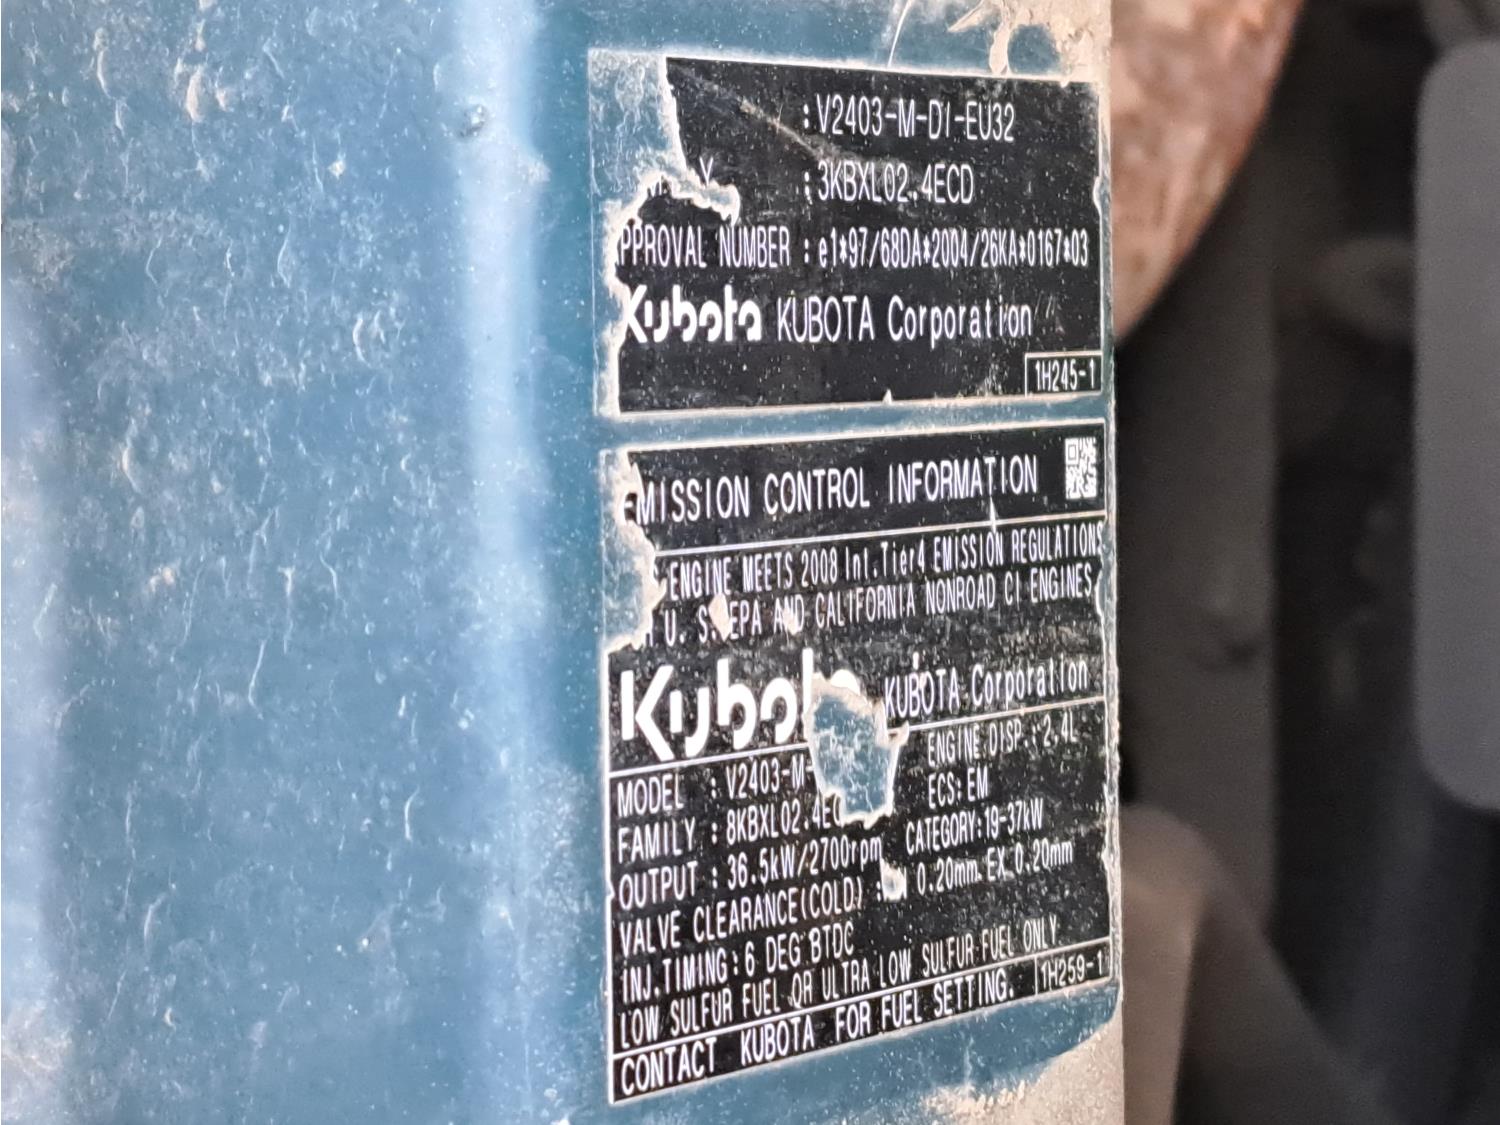 : V2403-M-DI-EU32
: 3KBXL02.4ECD
PPROVAL NUMBER : e1*97/68DA*2004/26KA*0167*03
Kubota KUBOTA Corporation
1H245-1
MISSION CONTROL INFORMATION
S ENGINE MEETS 2008 Int.Tier4 EMISSION REGULATIONS
R U. S. EPA AND CALIFORNIA NONROAD CI ENGINES
Kubota KUBOTA Corporation
MODEL : V2403-M- ENGINE DISP.: 2.4L
FAMILY : 8KBXL02.4EC ECS: EM
OUTPUT : 36.5kW/2700rpm CATEGORY:19-37kW
VALVE CLEARANCE(COLD) : 0.20mm EX 0.20mm
INJ.TIMING:6 DEG BTDC
LOW SULFUR FUEL OR ULTRA LOW SULFUR FUEL ONLY
CONTACT KUBOTA FOR FUEL SETTING. 1H259-1